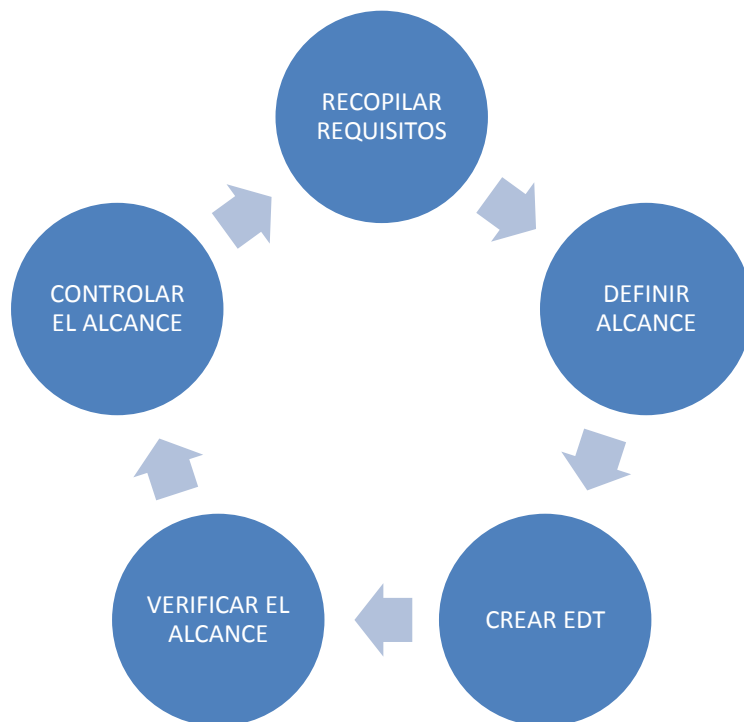 RECOPILAR
REQUISITOS
DEFINIR
ALCANCE
CREAR EDT
VERIFICAR EL
ALCANCE
CONTROLAR
EL ALCANCE